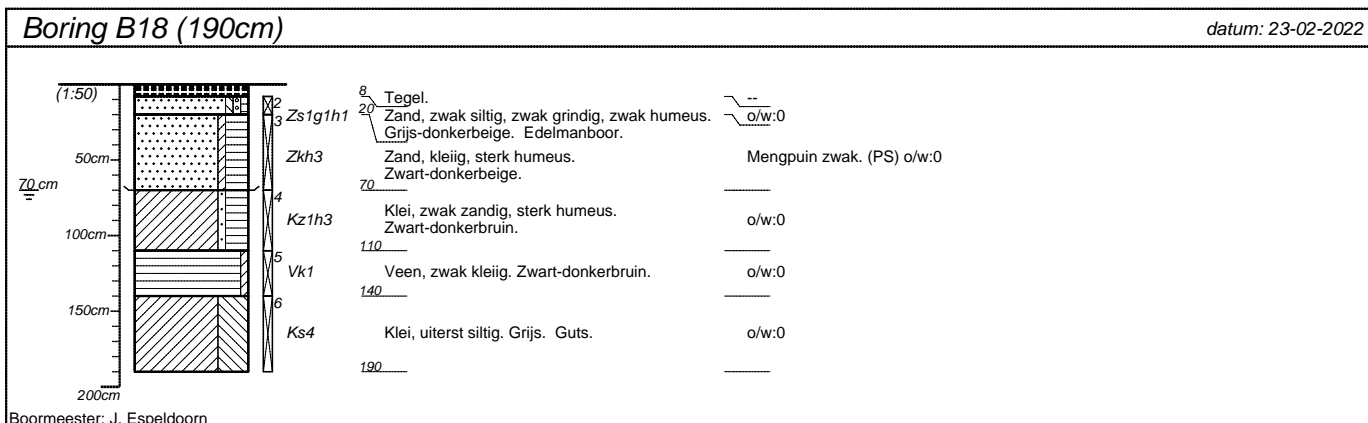 Boring B18 (190cm)
datum: 23-02-2022
(1:50)
8 Tegel. --
2 Zs1g1h1 20 Zand, zwak siltig, zwak grindig, zwak humeus. o/w:0
Grijs-donkerbeige. Edelmanboor.
3
50cm Zkh3 Zand, kleiig, sterk humeus. Mengpuin zwak. (PS) o/w:0
Zwart-donkerbeige.
70 cm 70
4
Kz1h3 Klei, zwak zandig, sterk humeus. o/w:0
Zwart-donkerbruin.
100cm
110
5
Vk1 Veen, zwak kleiig. Zwart-donkerbruin. o/w:0
140
6
150cm
Ks4 Klei, uiterst siltig. Grijs. Guts. o/w:0
190
200cm
Boormeester: J. Espeldoorn